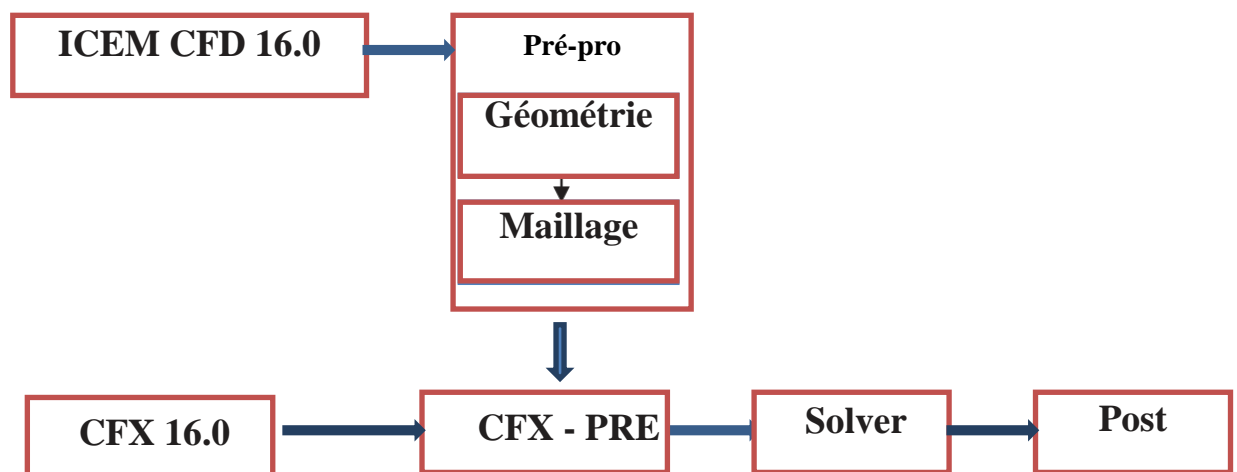 ICEM CFD 16.0
Pré-pro
Géométrie
Maillage
CFX 16.0
CFX - PRE
Solver
Post